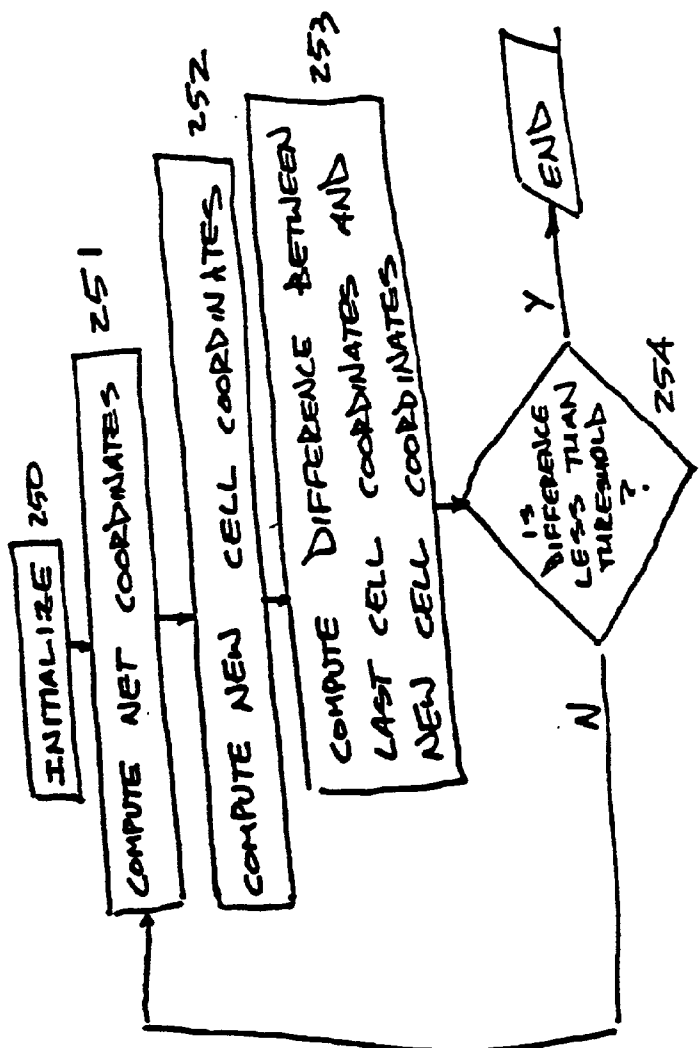 INITIALIZE
250
COMPUTE NET COORDINATES
251
COMPUTE NEW CELL COORDINATES
252
COMPUTE DIFFERENCE BETWEEN
LAST CELL COORDINATES AND
NEW CELL COORDINATES
253
IS
DIFFERENCE
LESS THAN
THRESHOLD
?
254
Y
END
N